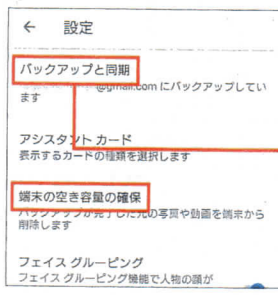 ← 設定
バックアップと同期
@gmail.com にバックアップしてい
ます
アシスタント カード
表示するカードの種類を選択します
端末の空き容量の確保
バックアップが完了した元の写真や動画を端末から
削除します
フェイス グルーピング
フェイス グルーピング機能で人物の顔が